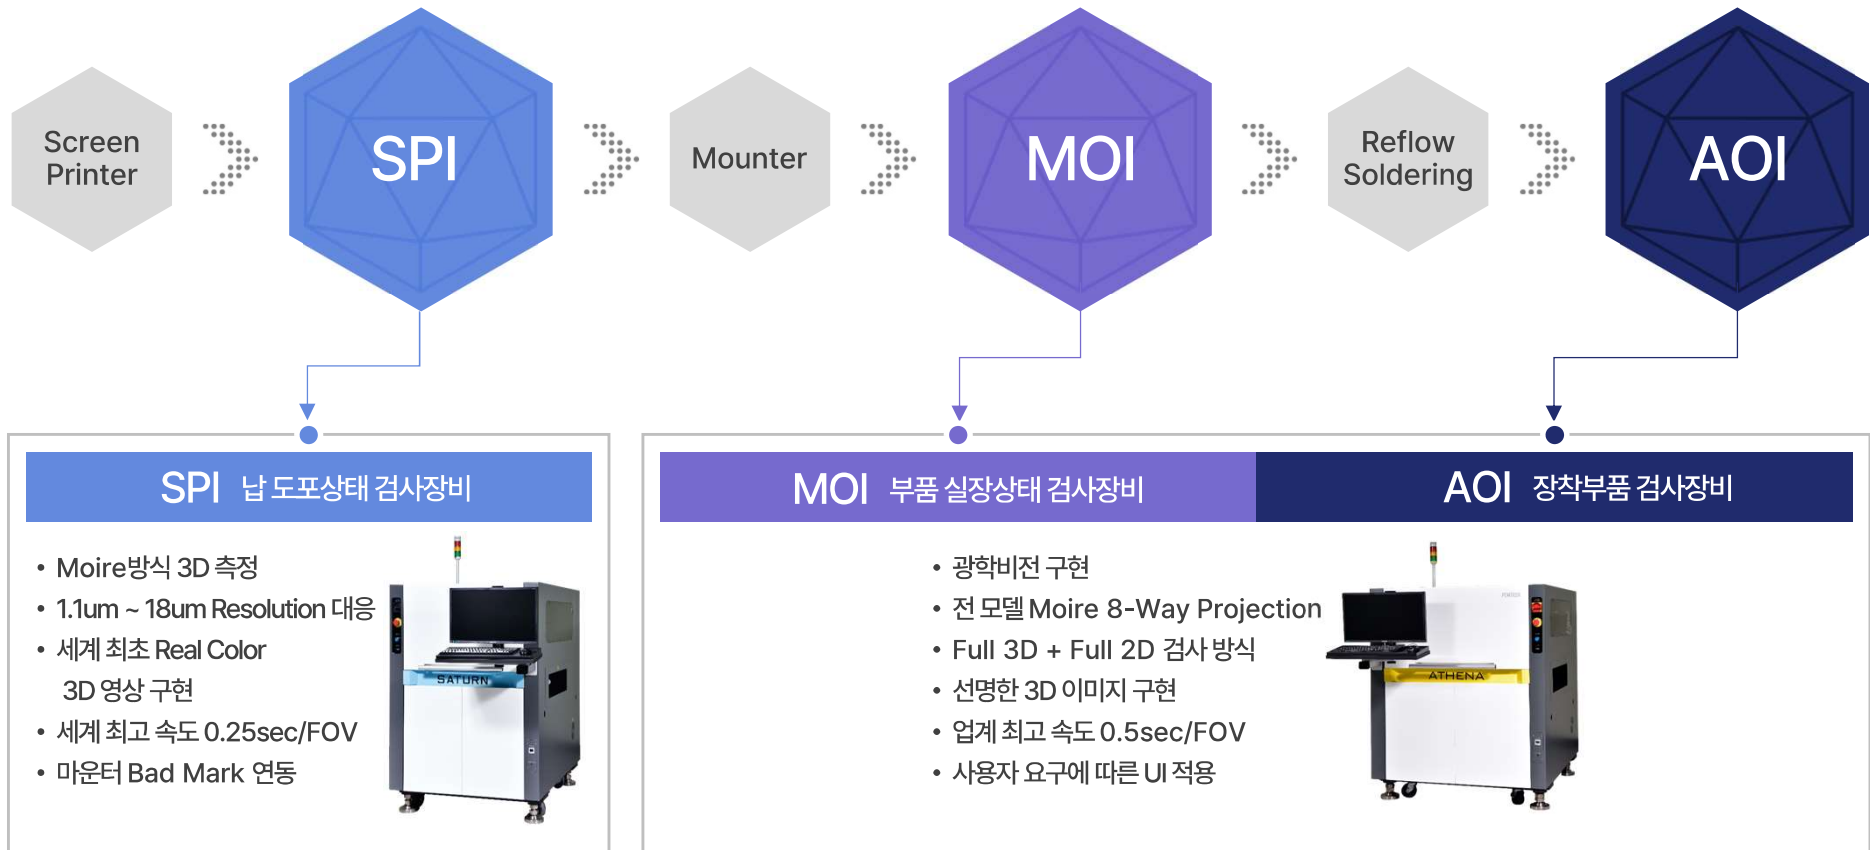 Screen
Printer
SPI
Mounter
MOI
Reflow
Soldering
AOI
SPI 납 도포상태 검사장비
• Moire방식 3D 측정
• 1.1um ~ 18um Resolution 대응
• 세계 최초 Real Color
3D 영상 구현
• 세계 최고 속도 0.25sec/FOV
• 마운터 Bad Mark 연동
SATURN
MOI 부품 실장상태 검사장비
AOI 장착부품 검사장비
• 광학비전 구현
• 전 모델 Moire 8-Way Projection
• Full 3D + Full 2D 검사 방식
• 선명한 3D 이미지 구현
• 업계 최고 속도 0.5sec/FOV
• 사용자 요구에 따른 UI 적용
ATHENA